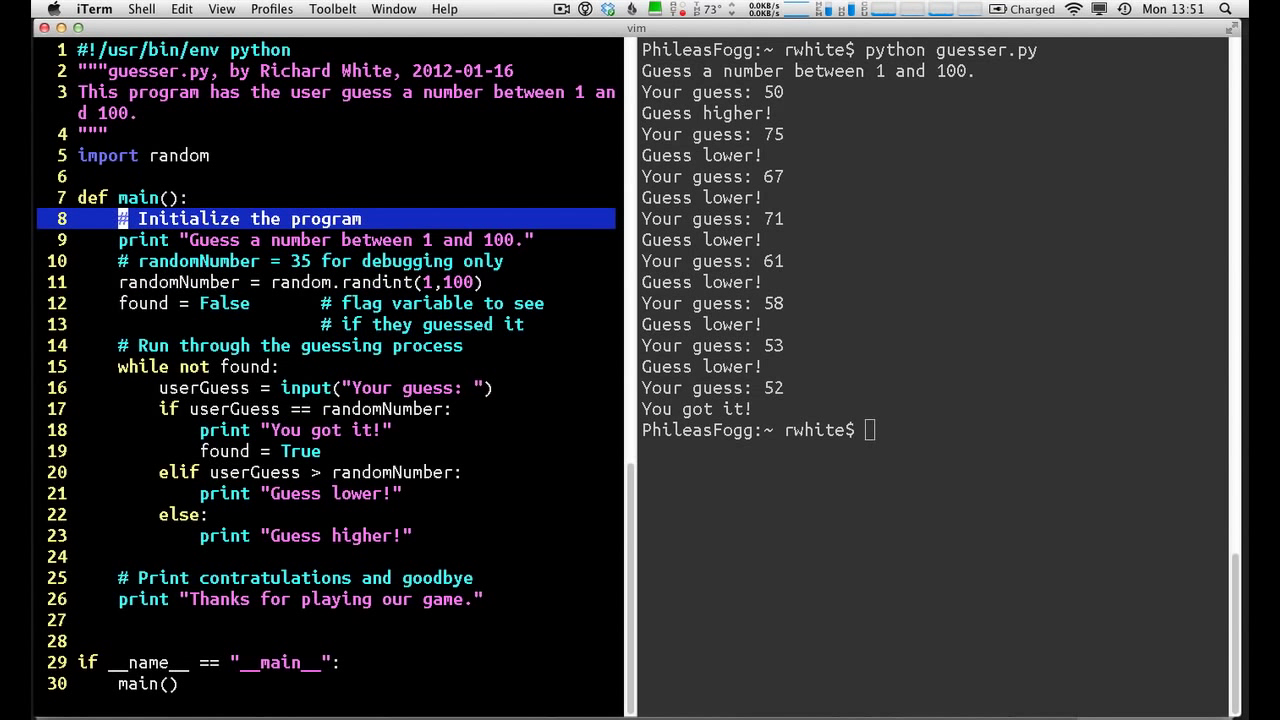 iTerm Shell Edit View Profiles Toolbelt Window Help 73° 0.0KB/s 0.0KB/s Charged Mon 13:51
vim
1 #!/usr/bin/env python
2 """guesser.py, by Richard White, 2012-01-16
3 This program has the user guess a number between 1 an
d 100.
4 """
5 import random
6
7 def main():
8 # Initialize the program
9 print "Guess a number between 1 and 100."
10 # randomNumber = 35 for debugging only
11 randomNumber = random.randint(1,100)
12 found = False # flag variable to see
13 # if they guessed it
14 # Run through the guessing process
15 while not found:
16 userGuess = input("Your guess: ")
17 if userGuess == randomNumber:
18 print "You got it!"
19 found = True
20 elif userGuess > randomNumber:
21 print "Guess lower!"
22 else:
23 print "Guess higher!"
24
25 # Print contratulations and goodbye
26 print "Thanks for playing our game."
27
28
29 if __name__ == "__main__":
30 main()
PhileasFogg:~ rwhite$ python guesser.py
Guess a number between 1 and 100.
Your guess: 50
Guess higher!
Your guess: 75
Guess lower!
Your guess: 67
Guess lower!
Your guess: 71
Guess lower!
Your guess: 61
Guess lower!
Your guess: 58
Guess lower!
Your guess: 53
Guess lower!
Your guess: 52
You got it!
PhileasFogg:~ rwhite$